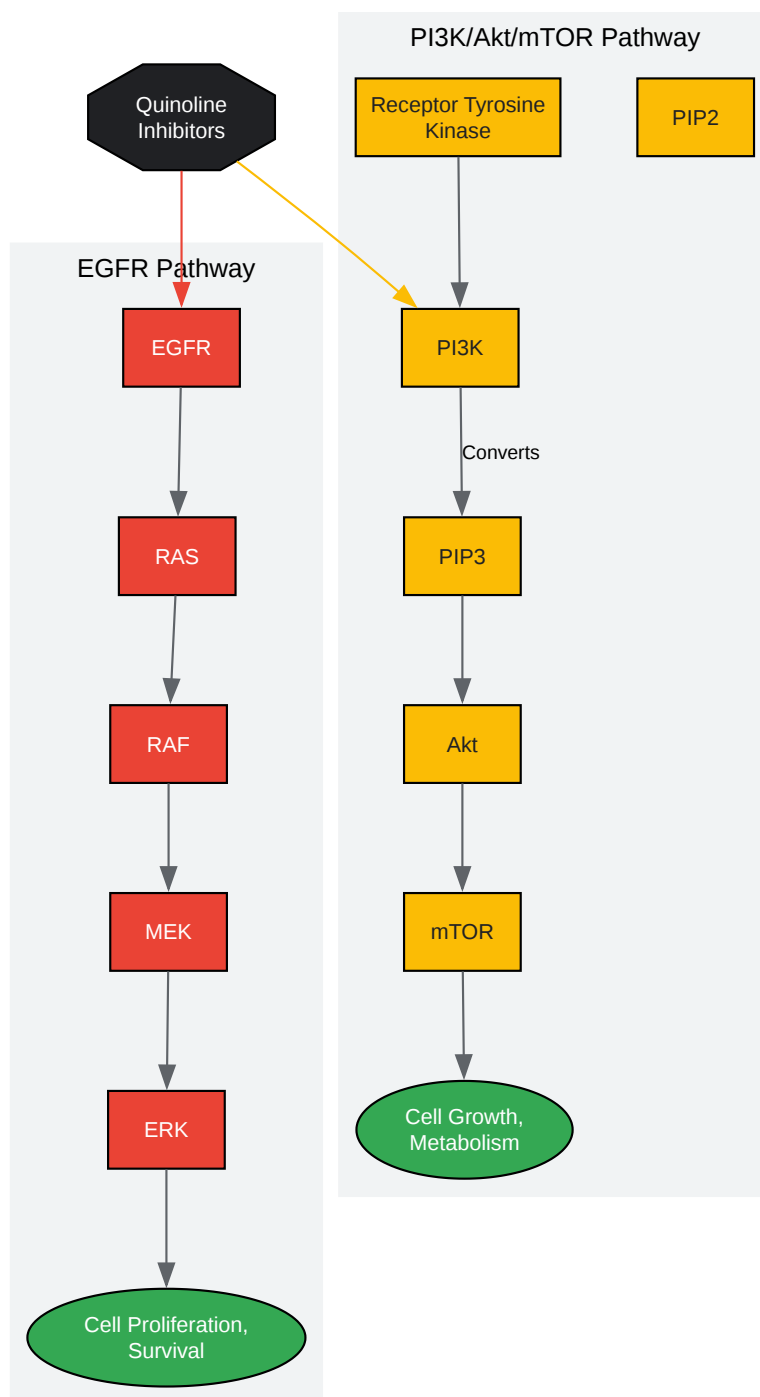 PI3K/Akt/mTOR Pathway
Quinoline
Inhibitors
Receptor Tyrosine
Kinase
PIP2
EGFR Pathway
EGFR
PI3K
Converts
RAS
PIP3
RAF
Akt
MEK
mTOR
ERK
Cell Growth,
Metabolism
Cell Proliferation,
Survival